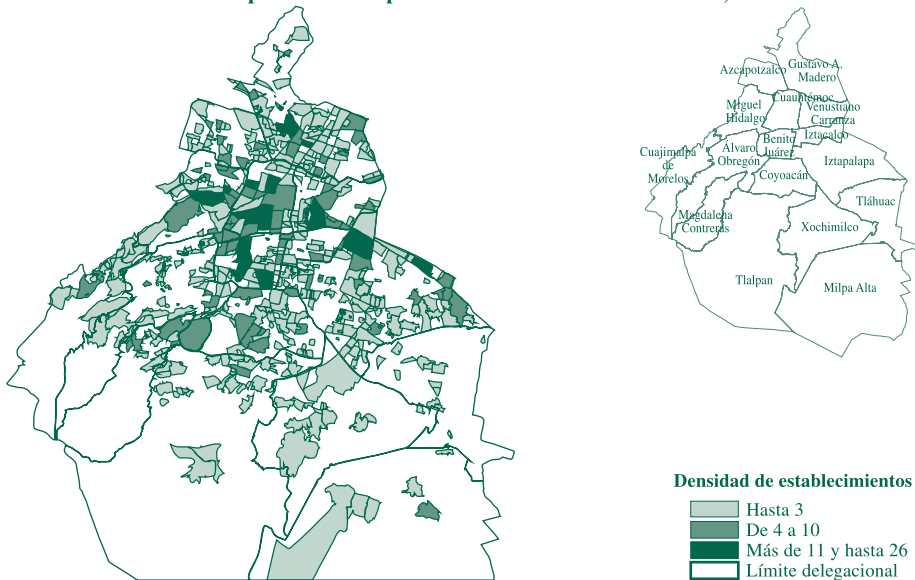 Azcapotzalco
Gustavo A.
Madero
Cuauhtémoc
Miguel
Hidalgo
Venustiano
Carranza
Iztacalco
Benito
Juárez
Álvaro
Obregón
Cuajimalpa
de
Morelos
Iztapalapa
Coyoacán
Tláhuac
Magdalena
Contreras
Xochimilco
Tlalpan
Milpa Alta
Densidad de establecimientos
Hasta 3
De 4 a 10
Más de 11 y hasta 26
Límite delegacional